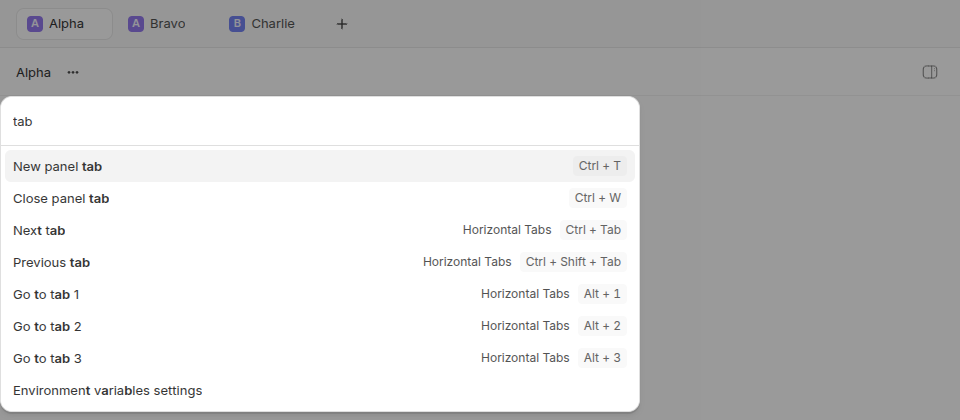 A Alpha A Bravo B Charlie +
Alpha •••
tab
New panel tab Ctrl + T
Close panel tab Ctrl + W
Next tab Horizontal Tabs Ctrl + Tab
Previous tab Horizontal Tabs Ctrl + Shift + Tab
Go to tab 1 Horizontal Tabs Alt + 1
Go to tab 2 Horizontal Tabs Alt + 2
Go to tab 3 Horizontal Tabs Alt + 3
Environment variables settings